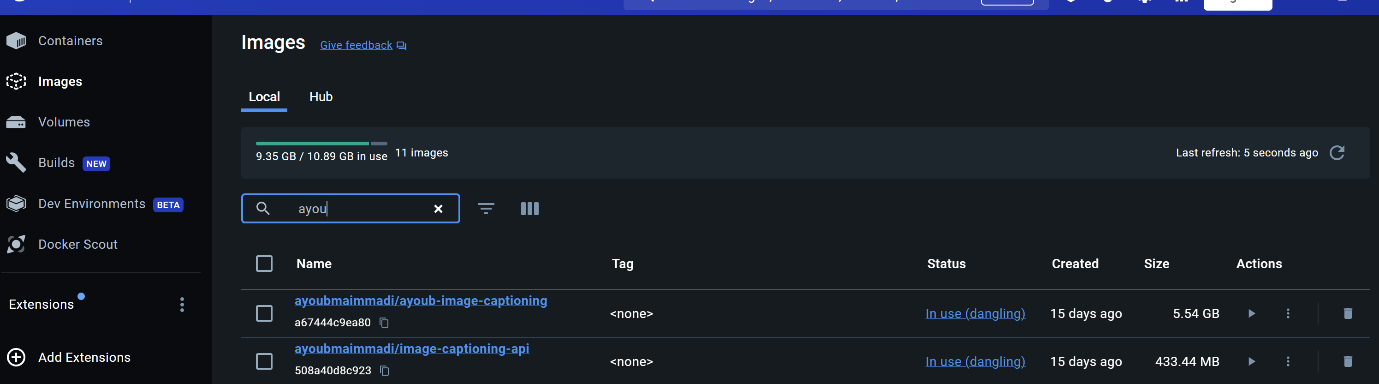 Containers
Images
Volumes
Builds NEW
Dev Environments BETA
Docker Scout
Extensions
Add Extensions
Images Give feedback
Local Hub
9.35 GB / 10.89 GB in use 11 images Last refresh: 5 seconds ago
ayou
Name Tag Status Created Size Actions
ayoubmaimmadi/ayoub-image-captioning
a67444c9ea80 <none> In use (dangling) 15 days ago 5.54 GB
ayoubmaimmadi/image-captioning-api
508a40d8c923 <none> In use (dangling) 15 days ago 433.44 MB